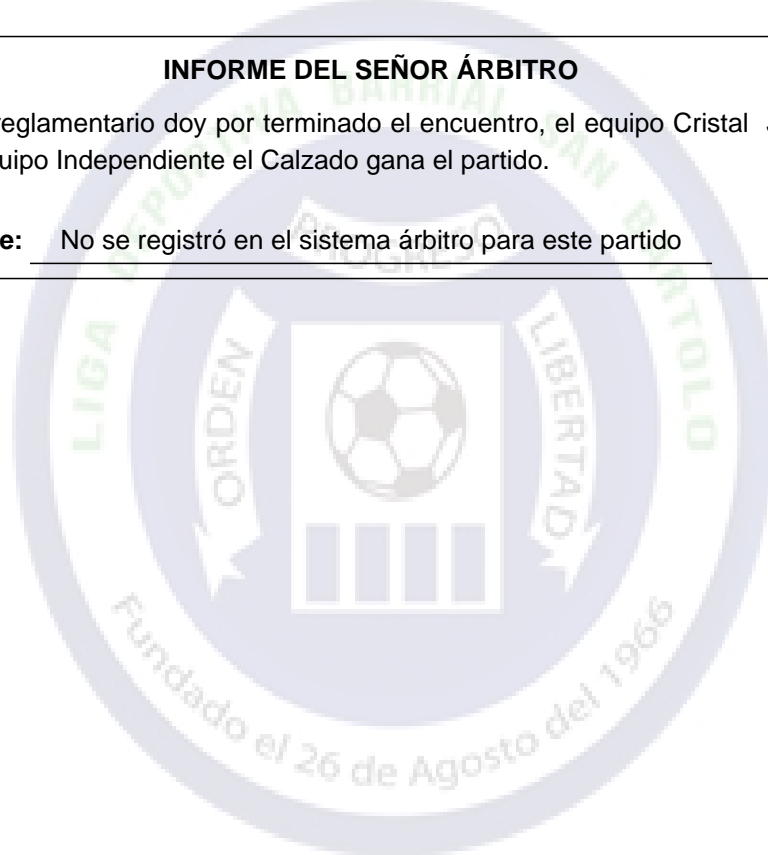 INFORME DEL SEÑOR ÁRBITRO
reglamentario doy por terminado el encuentro, el equipo Cristal
uipo Independiente el Calzado gana el partido.
e: No se registró en el sistema árbitro para este partido
LIGA DEPORTIVA BARRIAL SAN BARTOLO
PROGRESO
ORDEN
LIBERTAD
Fundado el 26 de Agosto del 1966